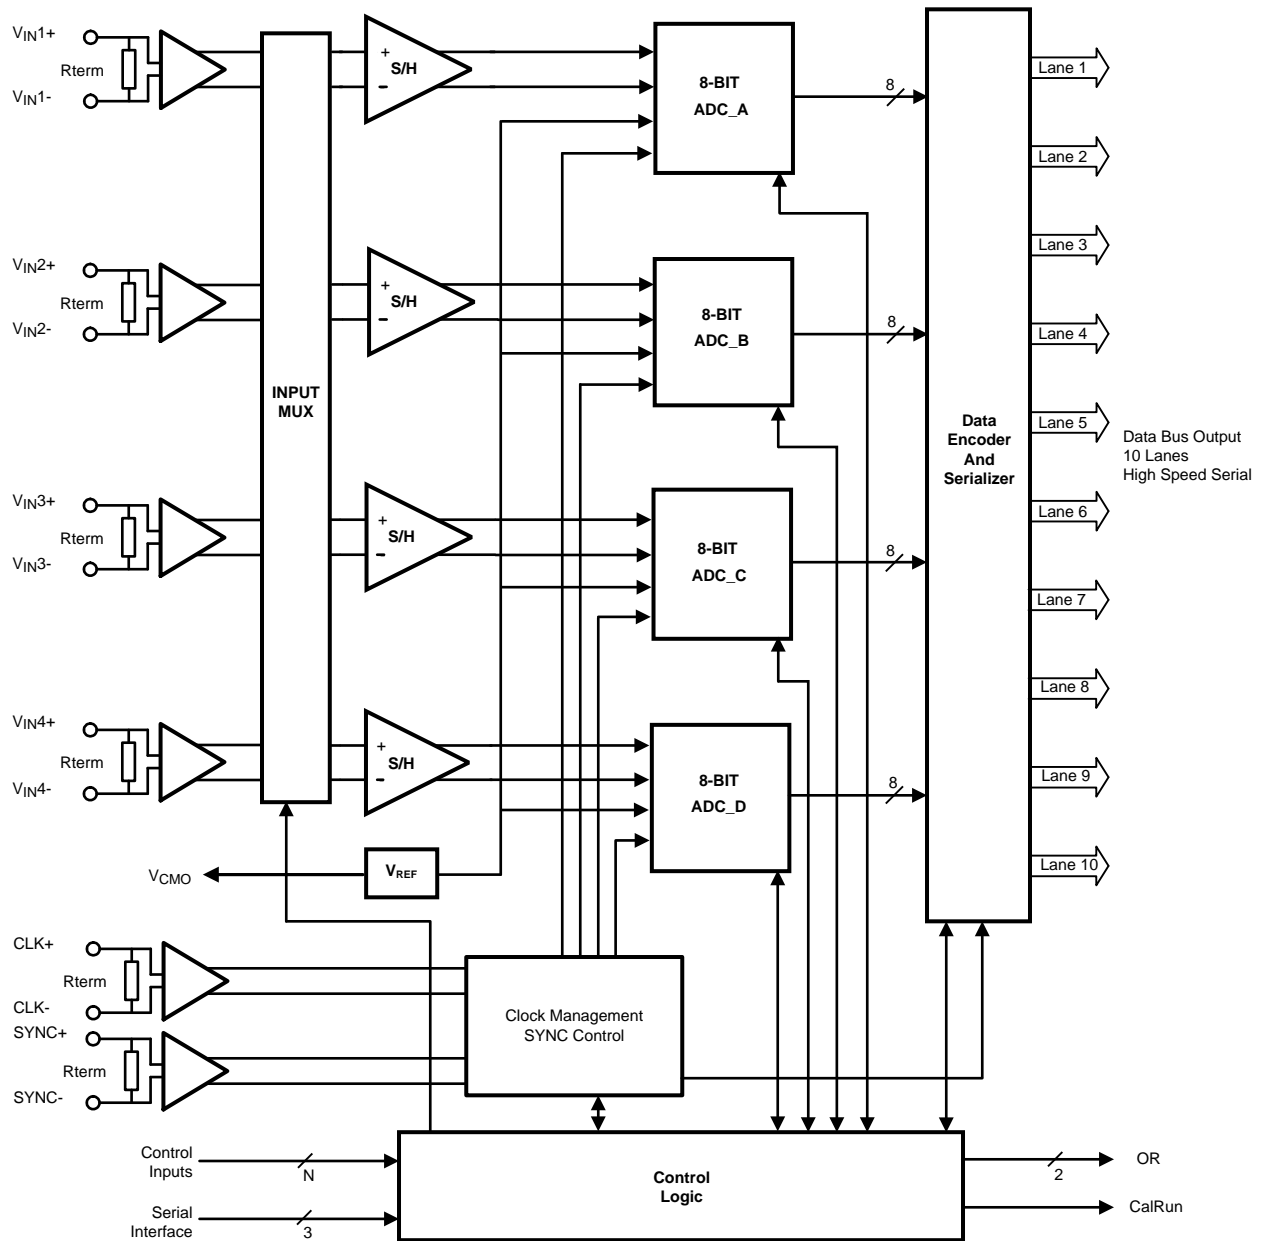 VIN1+
Rterm
VIN1-
+
S/H
−
8-BIT
ADC_A
8
Lane 1
Lane 2
VIN2+
Rterm
VIN2-
+
S/H
−
8-BIT
ADC_B
8
Lane 3
Lane 4
INPUT
MUX
Data
Encoder
And
Serializer
Lane 5
Data Bus Output
10 Lanes
High Speed Serial
VIN3+
Rterm
VIN3-
+
S/H
−
8-BIT
ADC_C
8
Lane 6
Lane 7
VIN4+
Rterm
VIN4-
+
S/H
−
8-BIT
ADC_D
8
Lane 8
Lane 9
Lane 10
VCMO
VREF
CLK+
Rterm
CLK-
SYNC+
Rterm
SYNC-
Clock Management
SYNC Control
Control
Inputs
N
Serial
Interface
3
Control
Logic
2
OR
CalRun